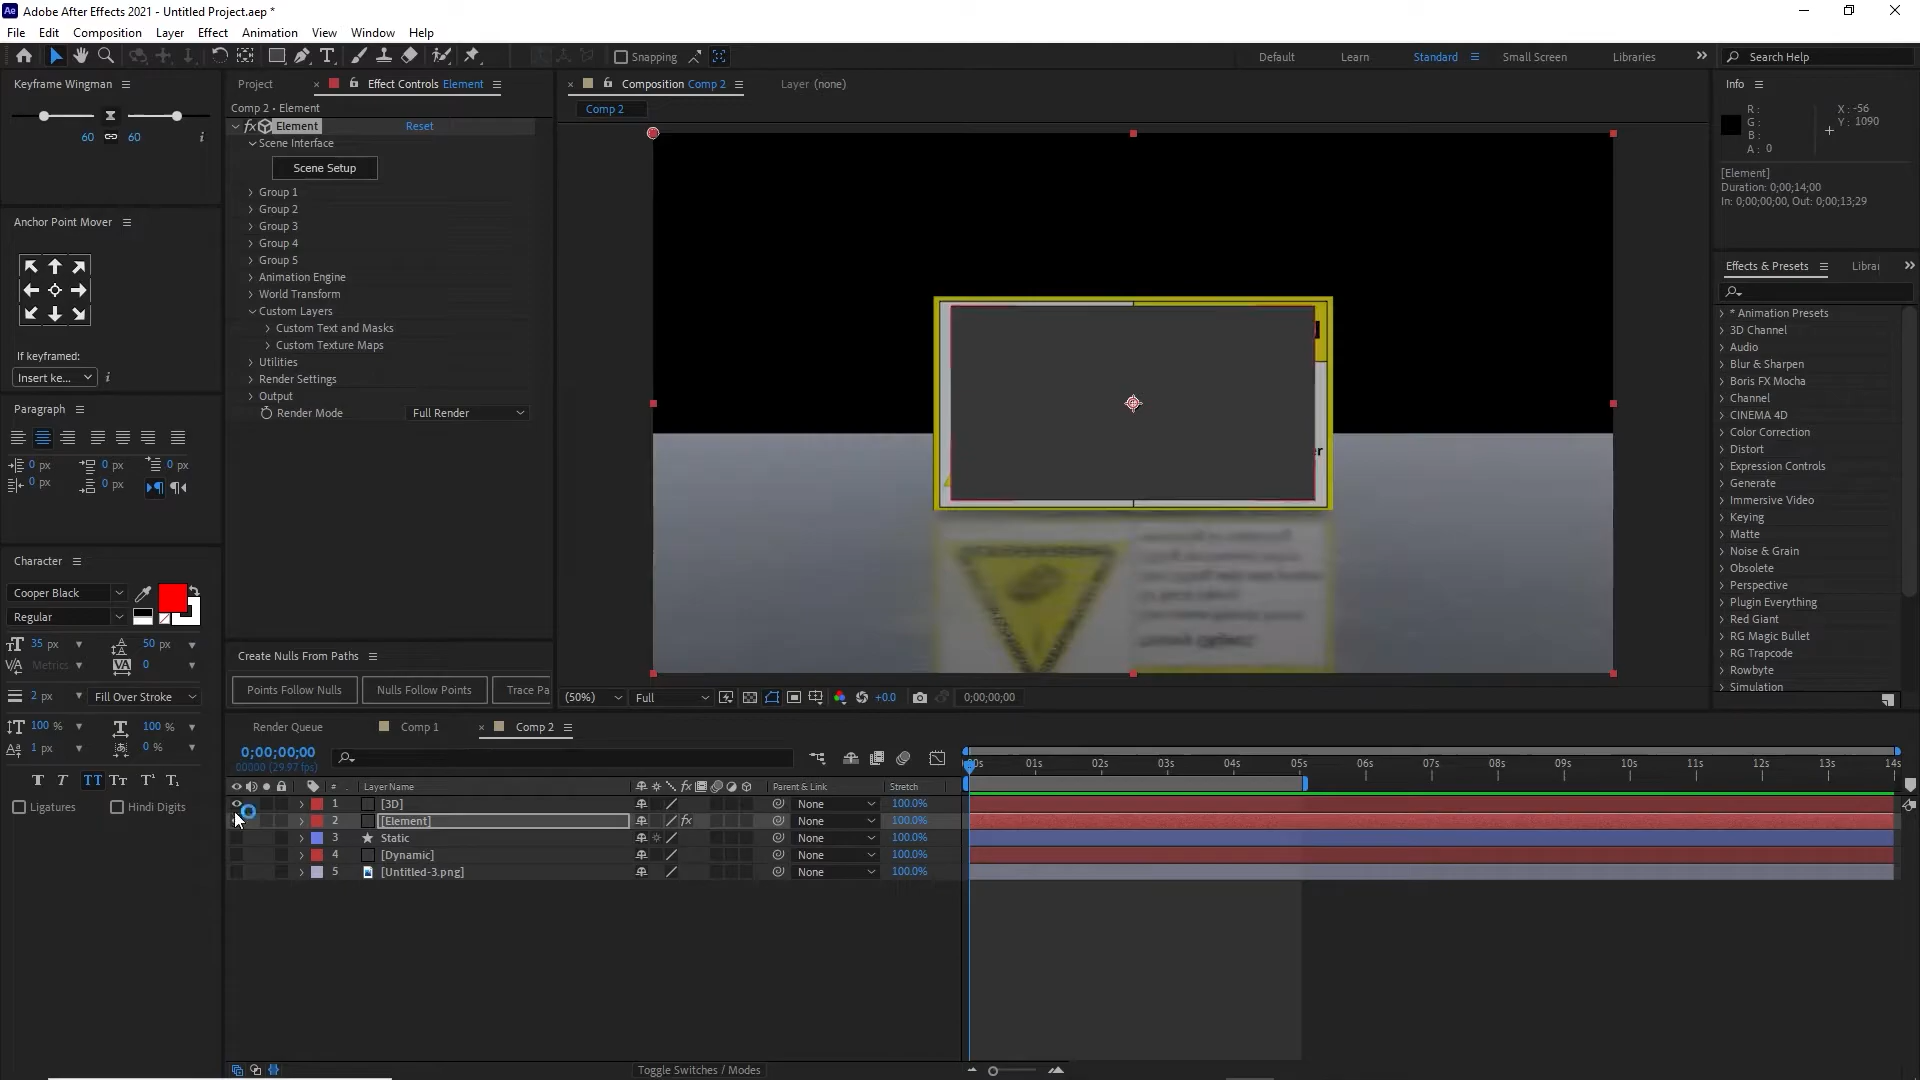 Adobe After Effects 2021 - Untitled Project.aep *
File Edit Composition Layer Effect Animation View Window Help
Snapping
Default Learn Standard Small Screen Libraries
Search Help
Keyframe Wingman
60 60
Anchor Point Mover
If keyframed:
Insert ke...
Paragraph
0 px 0 px 0 px
0 px 0 px
Character
Cooper Black
Regular
35 px 50 px
Metrics 0
2 px Fill Over Stroke
100 % 100 %
1 px 0 %
Ligatures Hindi Digits
Project Effect Controls Element
Comp 2 • Element
fx Element Reset
Scene Interface
Scene Setup
Group 1
Group 2
Group 3
Group 4
Group 5
Animation Engine
World Transform
Custom Layers
Custom Text and Masks
Custom Texture Maps
Utilities
Render Settings
Output
Render Mode Full Render
Create Nulls From Paths
Points Follow Nulls Nulls Follow Points Trace Pa
Composition Comp 2 Layer (none)
Comp 2
(50%) Full +0.0 0;00;00;00
Info
R :
G :
B :
A : 0
X : -56
Y : 1090
[Element]
Duration: 0;00;14;00
In: 0;00;00;00, Out: 0;00;13;29
Effects & Presets Librai
* Animation Presets
3D Channel
Audio
Blur & Sharpen
Boris FX Mocha
Channel
CINEMA 4D
Color Correction
Distort
Expression Controls
Generate
Immersive Video
Keying
Matte
Noise & Grain
Obsolete
Perspective
Plugin Everything
Red Giant
RG Magic Bullet
RG Trapcode
Rowbyte
Simulation
Render Queue Comp 1 Comp 2
0;00;00;00
00000 (29.97 fps)
# Layer Name Parent & Link Stretch
1 [3D] None 100.0%
2 [Element] None 100.0%
3 Static None 100.0%
4 [Dynamic] None 100.0%
5 [Untitled-3.png] None 100.0%
01s 02s 03s 04s 05s 06s 07s 08s 09s 10s 11s 12s 13s 14s
Toggle Switches / Modes